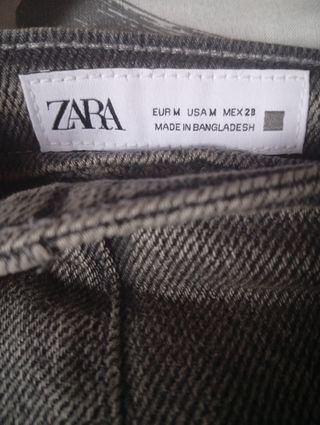 ZARA
EUR M USA M MEX 28
MADE IN BANGLADESH